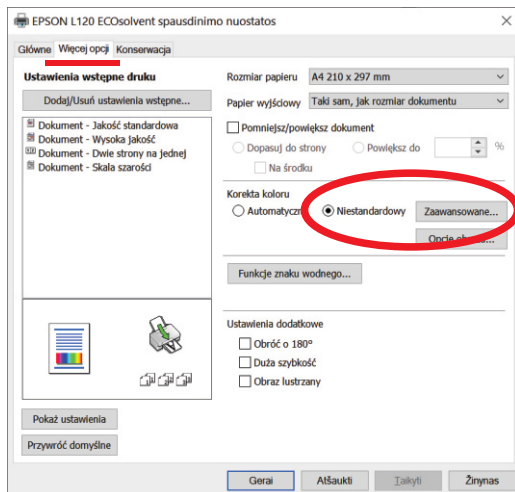 EPSON L120 ECOsolvent spausdinimo nuostatos
Główne Więcej opcji Konserwacja
Ustawienia wstępne druku
Dodaj/Usuń ustawienia wstępne...
Dokument - Jakość standardowa
Dokument - Wysoka jakość
Dokument - Dwie strony na jednej
Dokument - Skala szarości
Pokaż ustawienia
Przywróć domyślne
Rozmiar papieru A4 210 x 297 mm
Papier wyjściowy Taki sam, jak rozmiar dokumentu
Pomniejsz/powiększ dokument
Dopasuj do strony Powiększ do %
Na środku
Korekta koloru
Niestandardowy Zaawansowane...
Opcje
Funkcje znaku wodnego...
Ustawienia dodatkowe
Obróć o 180°
Duża szybkość
Obraz lustrzany
Gerai Atšaukti Taikyti Žinynas